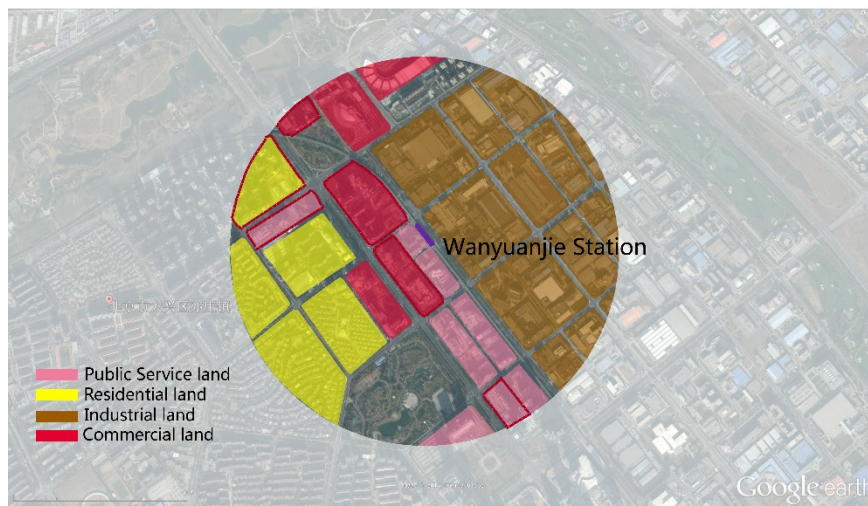 Wanyuanjie Station
Public Service land
Residential land
Industrial land
Commercial land
Google earth